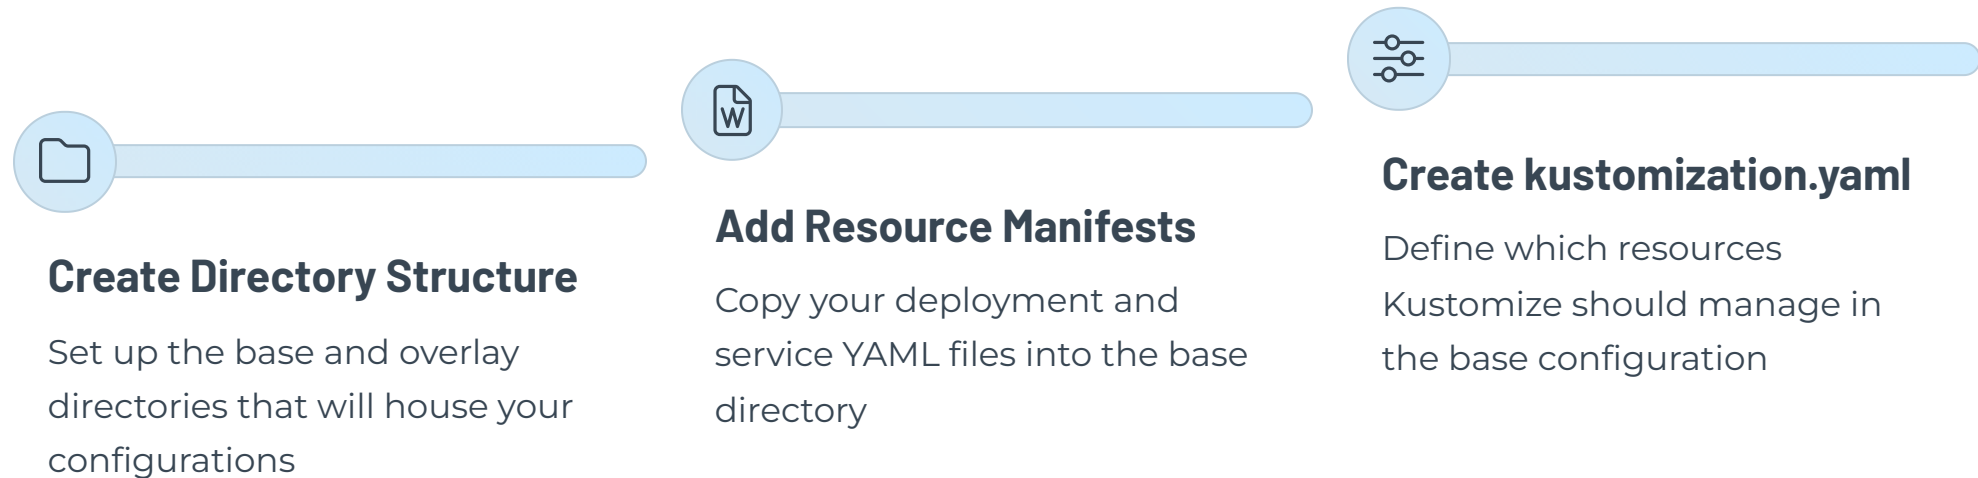 Create Directory Structure
Set up the base and overlay
directories that will house your
configurations
W
Add Resource Manifests
Copy your deployment and
service YAML files into the base
directory
Create kustomization.yaml
Define which resources
Kustomize should manage in
the base configuration